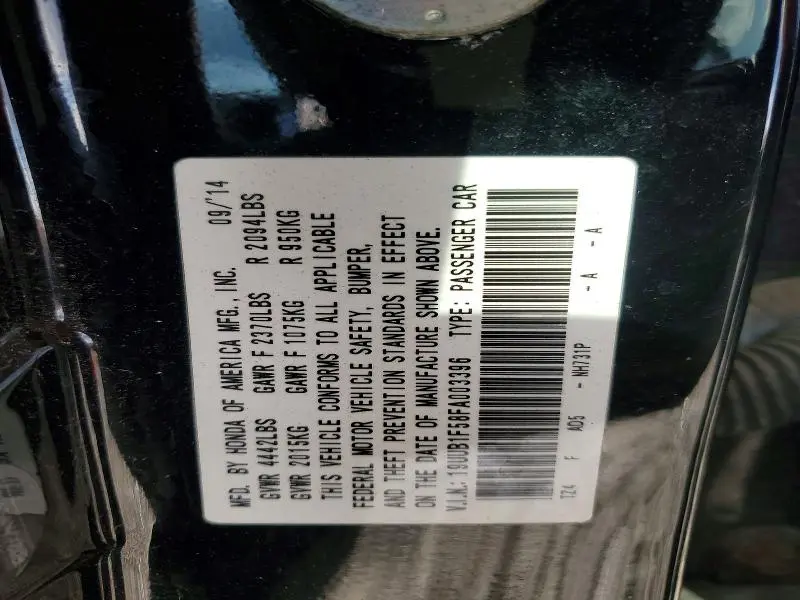 MFD. BY HONDA OF AMERICA MFG., INC. 09/'14
GVWR 4442LBS GAWR F 2370LBS R 2094LBS
GVWR 2015KG GAWR F 1075KG R 950KG
THIS VEHICLE CONFORMS TO ALL APPLICABLE
FEDERAL MOTOR VEHICLE SAFETY, BUMPER,
AND THEFT PREVENTION STANDARDS IN EFFECT
ON THE DATE OF MANUFACTURE SHOWN ABOVE.
V.I.N.: 19UUB1F58FA003396 TYPE: PASSENGER CAR
TZ4 F AD5 - NH731P - A - A